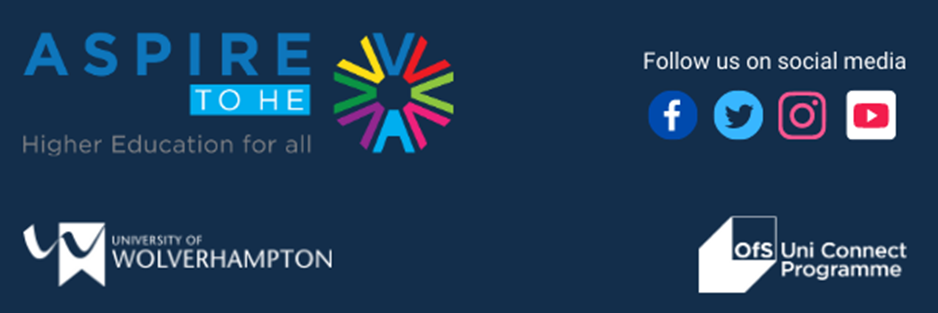 ASPIRE
TO HE
Higher Education for all
Follow us on social media
UNIVERSITY OF
WOLVERHAMPTON
OfS Uni Connect
Programme